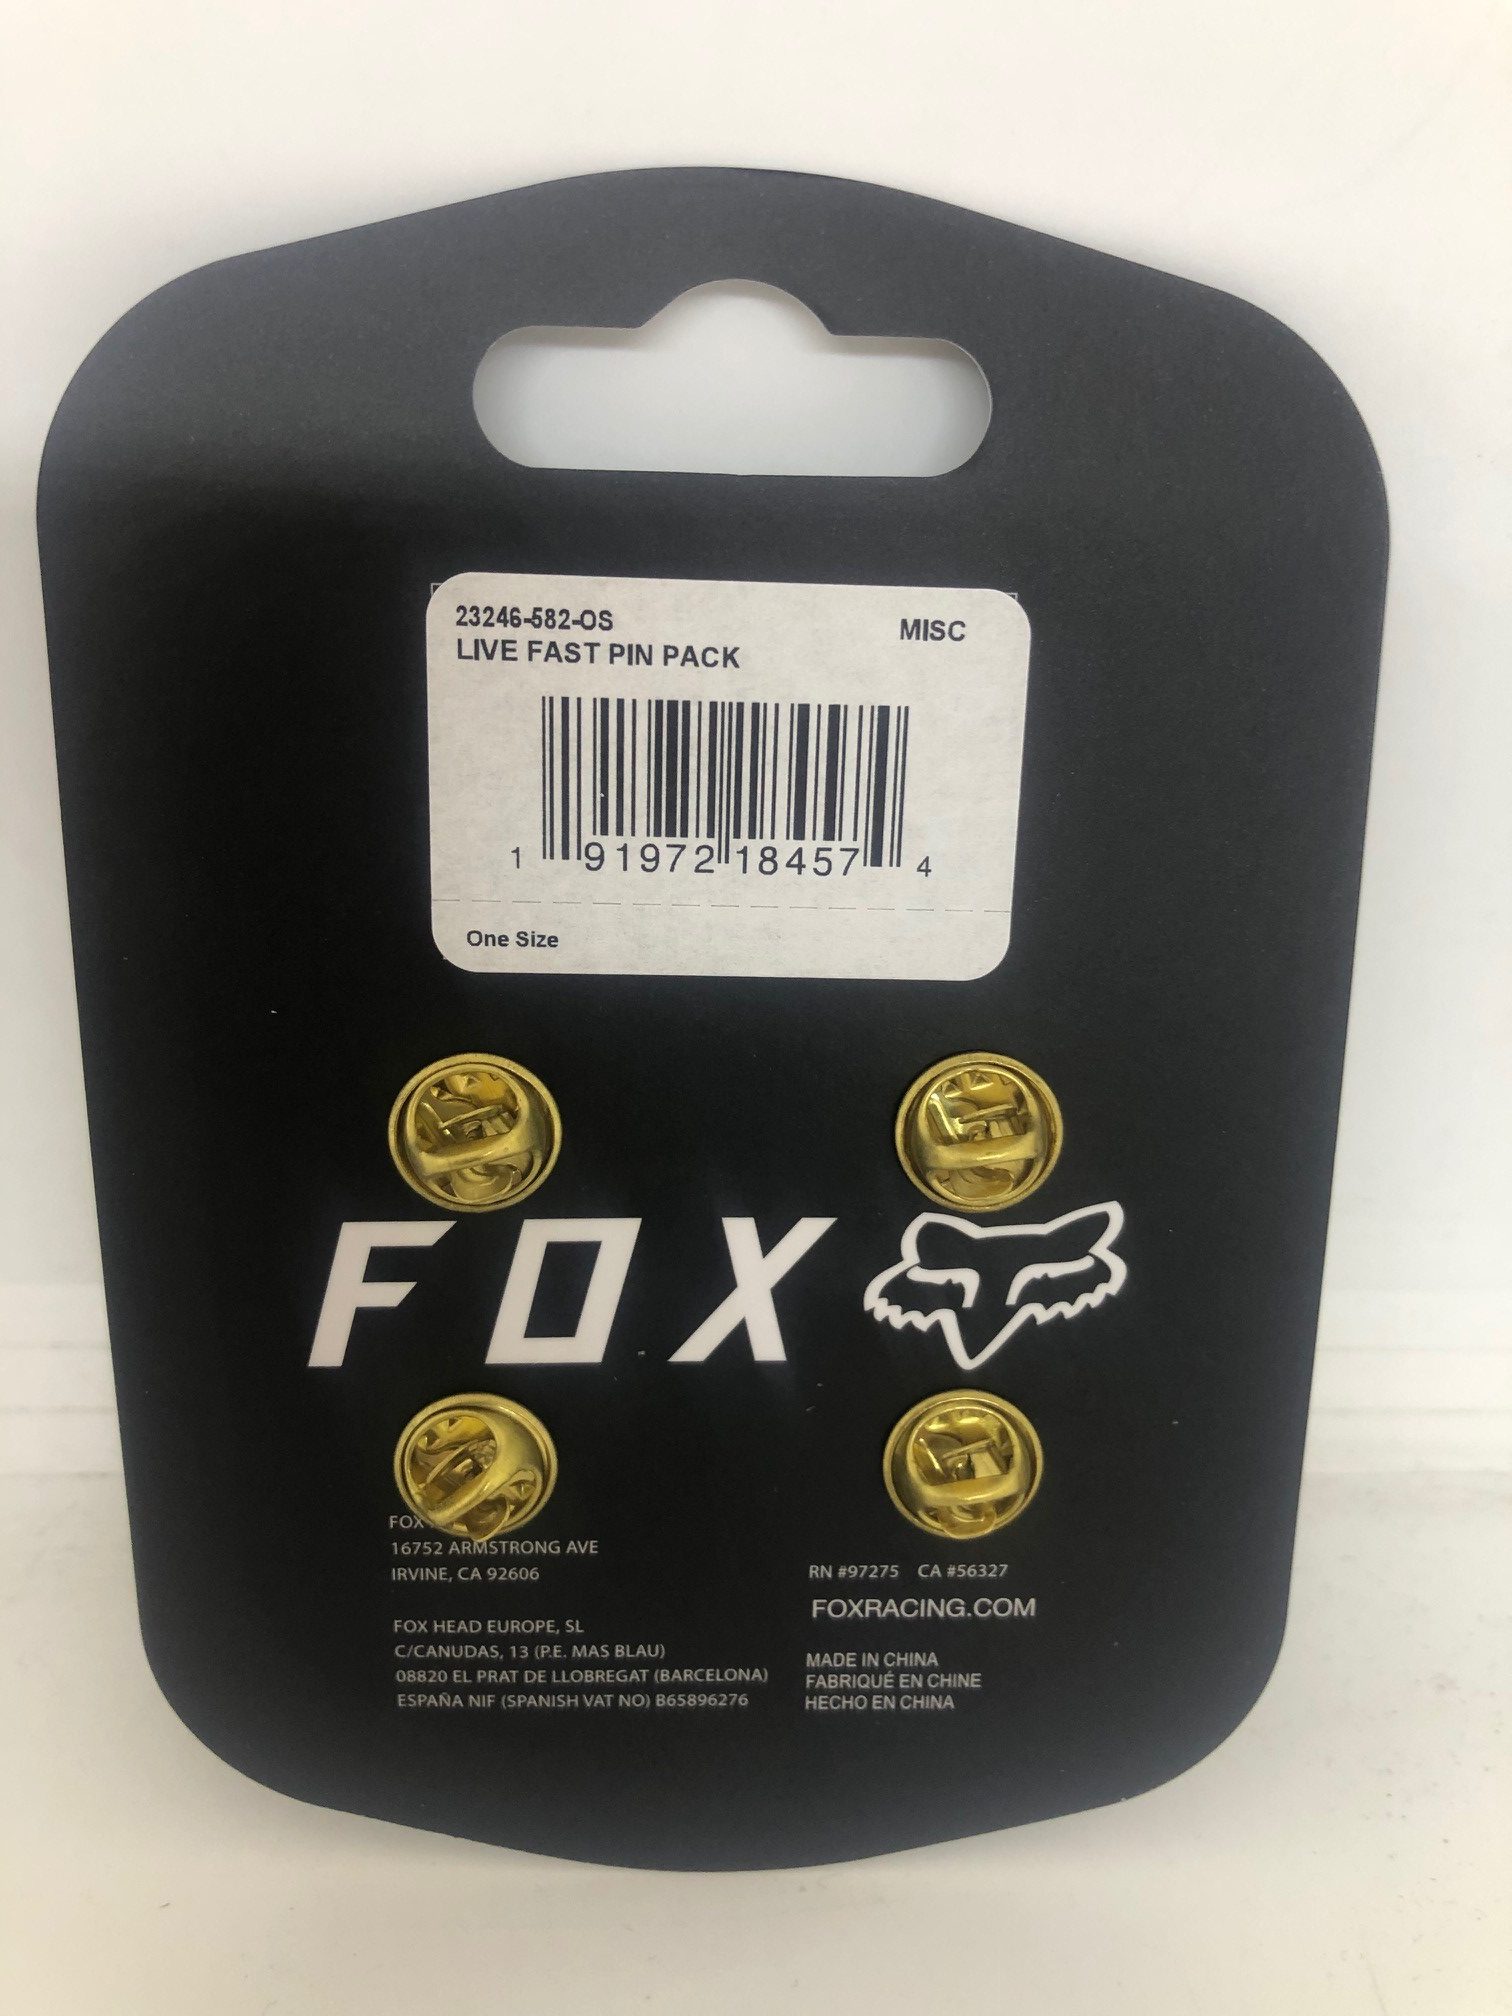 23246-582-OS
MISC
LIVE FAST PIN PACK
1 91972 18457 4
One Size
FOX
FOX
16752 ARMSTRONG AVE
IRVINE, CA 92606
FOX HEAD EUROPE, SL
C/CANUDAS, 13 (P.E. MAS BLAU)
08820 EL PRAT DE LLOBREGAT (BARCELONA)
ESPAÑA NIF (SPANISH VAT NO) B65896276
RN #97275 CA #56327
FOXRACING.COM
MADE IN CHINA
FABRIQUÉ EN CHINE
HECHO EN CHINA